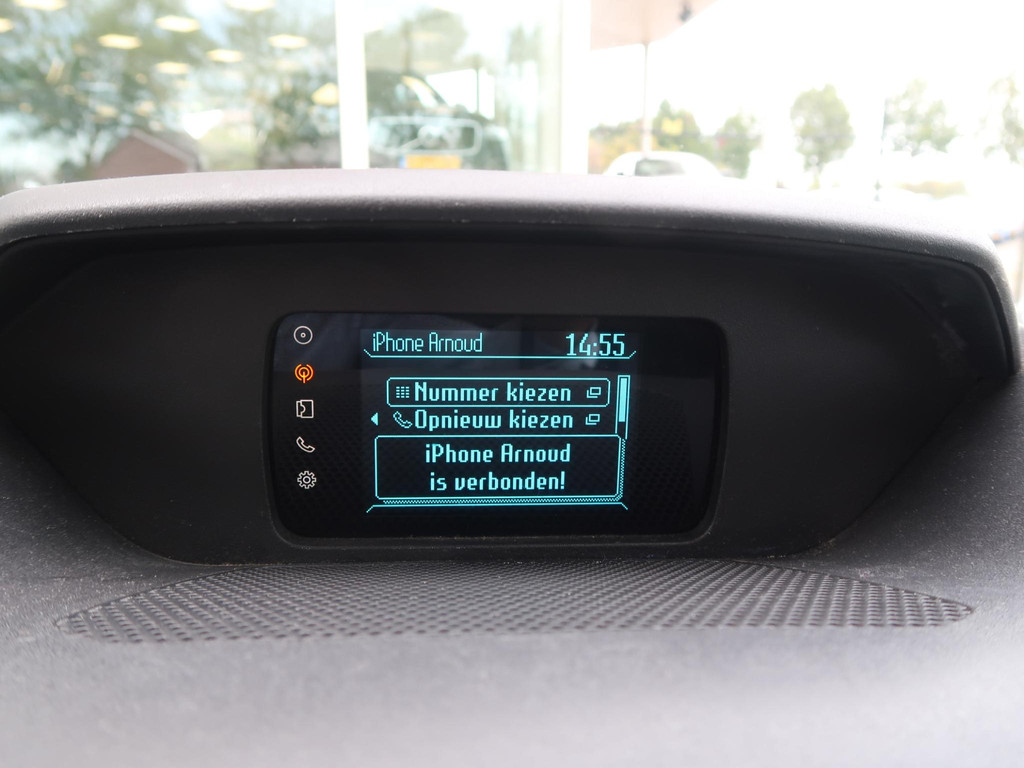 iPhone Arnoud 14:55
Nummer kiezen
Opnieuw kiezen
iPhone Arnoud
is verbonden!